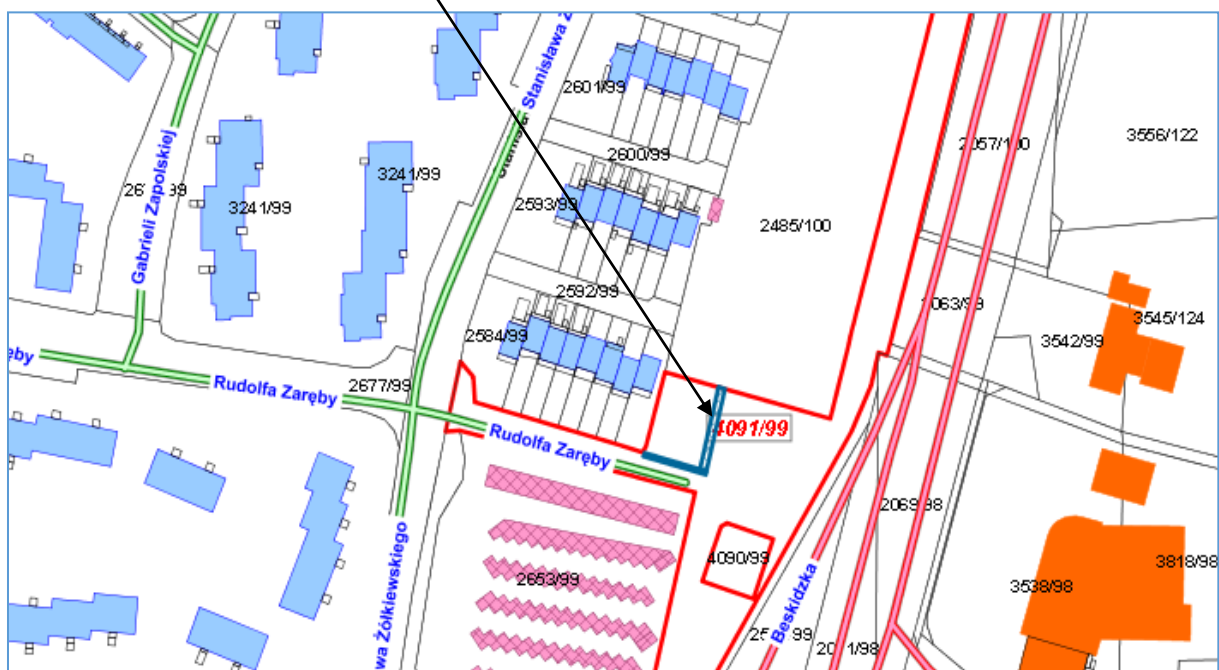 Stanisława
2601/99
2600/99
2057/100
3556/122
Gabrieli Zapolskiej
3241/99
3241/99
2593/99
2485/100
2592/99
2584/99
3545/124
3542/99
ęby
Rudolfa Zaręby
2677/99
4091/99
Rudolfa Zaręby
2069/98
4090/99
2653/99
Beskidzka
3538/98
3818/98
wa Żółkiewskiego